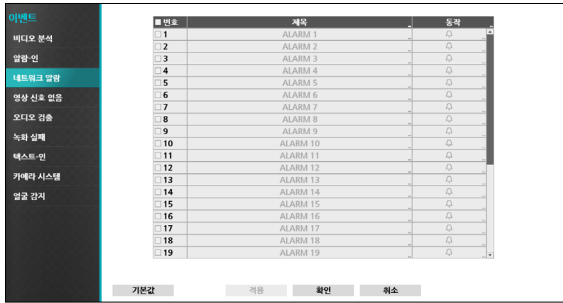 이벤트
비디오 분석
알람-인
네트워크 알람
영상 신호 없음
오디오 검출
녹화 실패
텍스트-인
카메라 시스템
얼굴 감지
번호 제목 동작
1 ALARM 1
2 ALARM 2
3 ALARM 3
4 ALARM 4
5 ALARM 5
6 ALARM 6
7 ALARM 7
8 ALARM 8
9 ALARM 9
10 ALARM 10
11 ALARM 11
12 ALARM 12
13 ALARM 13
14 ALARM 14
15 ALARM 15
16 ALARM 16
17 ALARM 17
18 ALARM 18
19 ALARM 19
기본값 적용 확인 취소